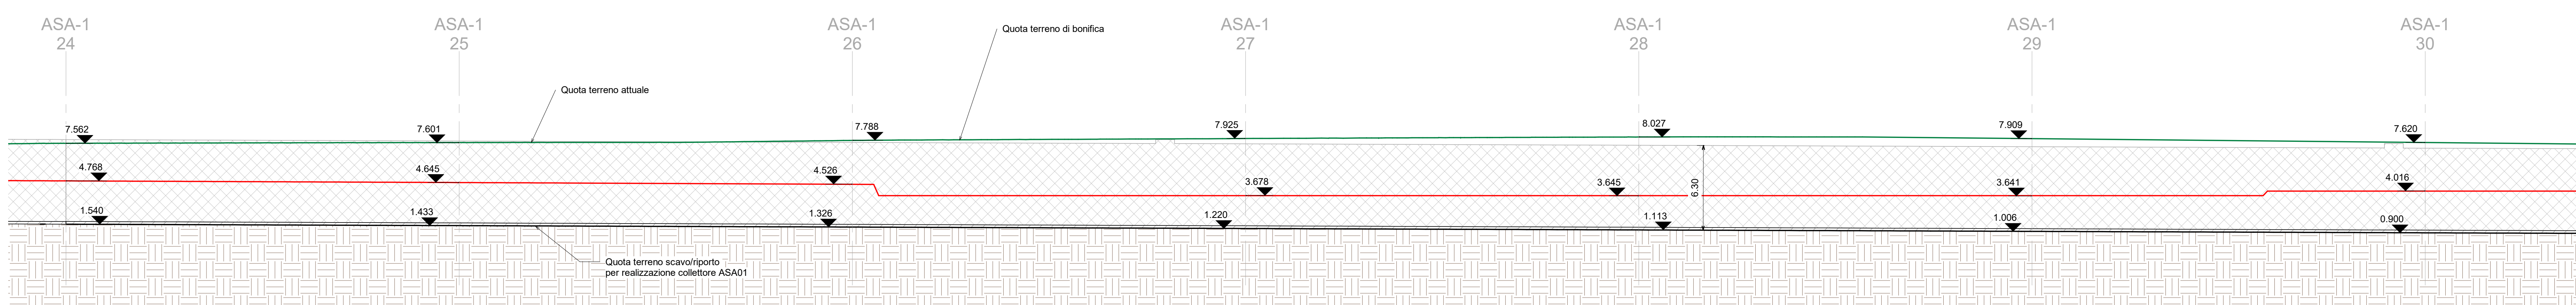 ASA-1
24
ASA-1
25
ASA-1
26
ASA-1
27
ASA-1
28
ASA-1
29
ASA-1
30
Quota terreno di bonifica
Quota terreno attuale
7.562
7.601
7.788
7.925
8.027
7.909
7.620
4.768
4.645
4.526
3.678
3.645
6.30
3.641
4.016
1.540
1.433
1.326
1.220
1.113
1.006
0.900
Quota terreno scavo/riporto
per realizzazione collettore ASA01